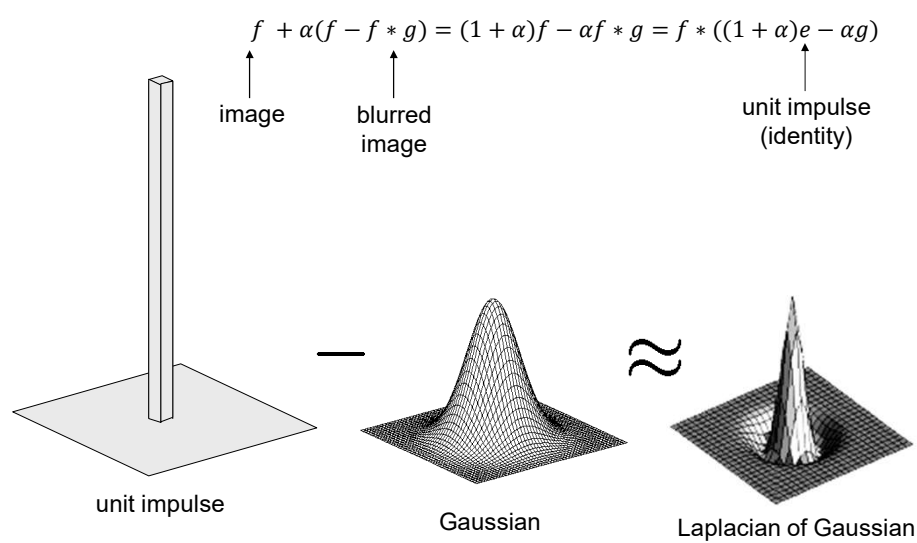 f + α(f − f ∗ g) = (1 + α)f − αf ∗ g = f ∗ ((1 + α)e − αg)
image
blurred
image
unit impulse
(identity)
−
≈
unit impulse
Gaussian
Laplacian of Gaussian